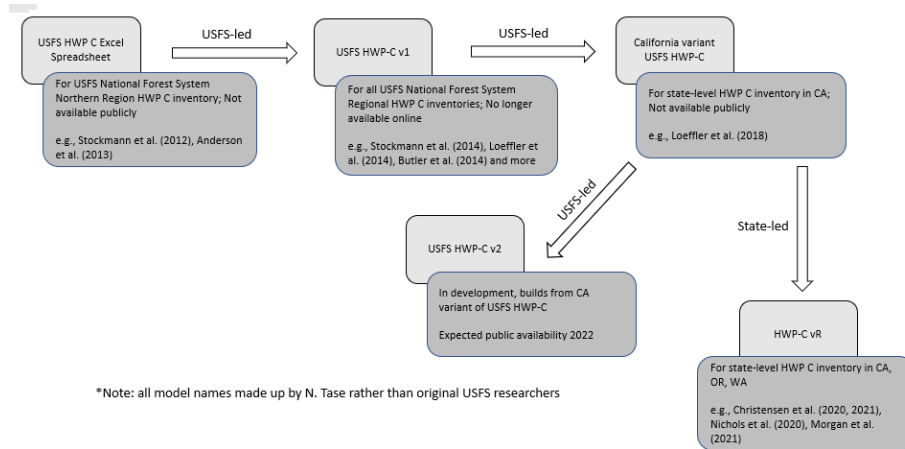 USFS HWP C Excel
Spreadsheet
USFS-led
USFS HWP-C v1
USFS-led
California variant
USFS HWP-C
For USFS National Forest System
Northern Region HWP C inventory; Not
available publicly
e.g., Stockmann et al. (2012), Anderson
et al. (2013)
For all USFS National Forest System
Regional HWP C inventories; No longer
available online
e.g., Stockmann et al. (2014), Loeffler et
al. (2014), Butler et al. (2014) and more
For state-level HWP C inventory in CA;
Not available publicly
e.g., Loeffler et al. (2018)
USFS-led
State-led
USFS HWP-C v2
In development, builds from CA
variant of USFS HWP-C
Expected public availability 2022
HWP-C vR
For state-level HWP C inventory in CA,
OR, WA
e.g., Christensen et al. (2020, 2021),
Nichols et al. (2020), Morgan et al.
(2021)
*Note: all model names made up by N. Tase rather than original USFS researchers